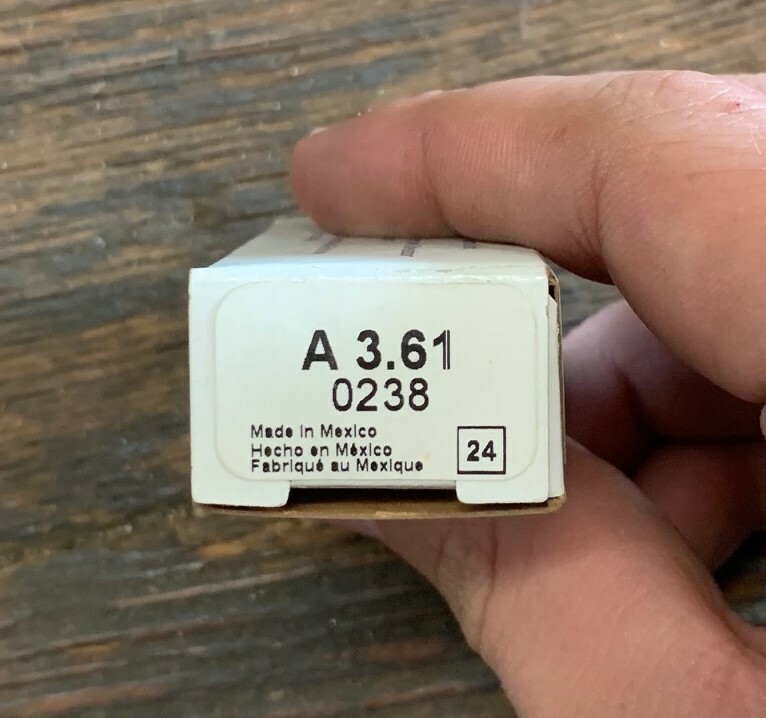 A 3.61
0238
Made in Mexico
Hecho en México
Fabriqué au Mexique
24